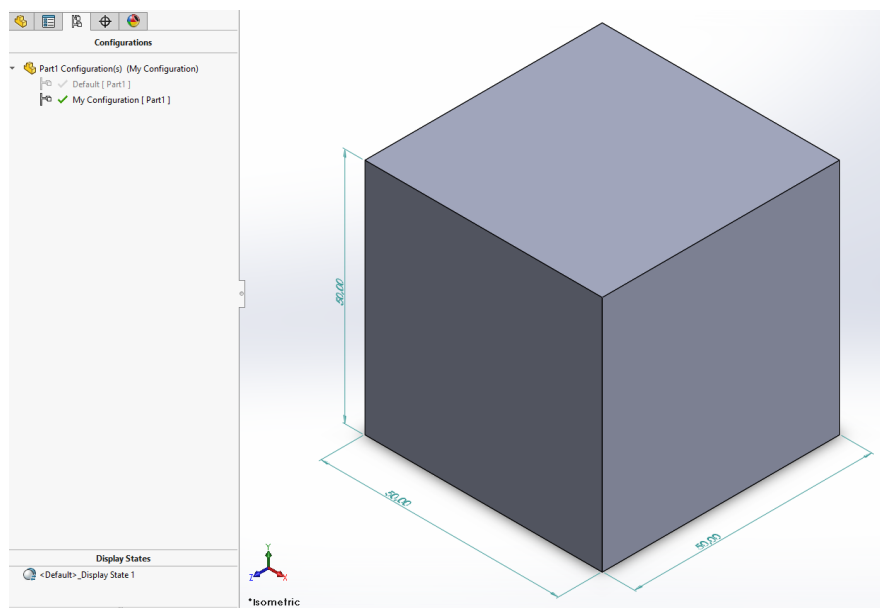 Configurations
Part1 Configuration(s) (My Configuration)
Default [ Part1 ]
My Configuration [ Part1 ]
50,00
50,00
50,00
Display States
<Default>_Display State 1
Y
Z
X
*Isometric